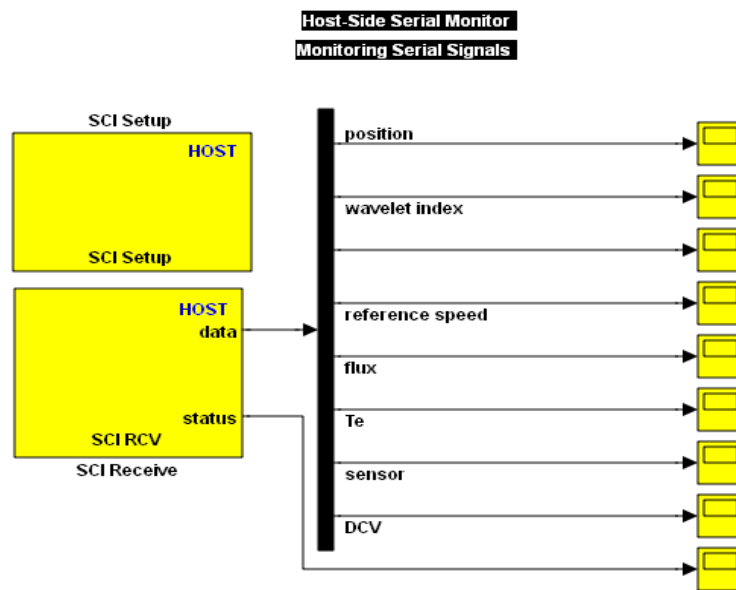 Host-Side Serial Monitor
Monitoring Serial Signals
SCI Setup
HOST
SCI Setup
HOST
data
status
SCI RCV
SCI Receive
position
wavelet index
reference speed
flux
Te
sensor
DCV